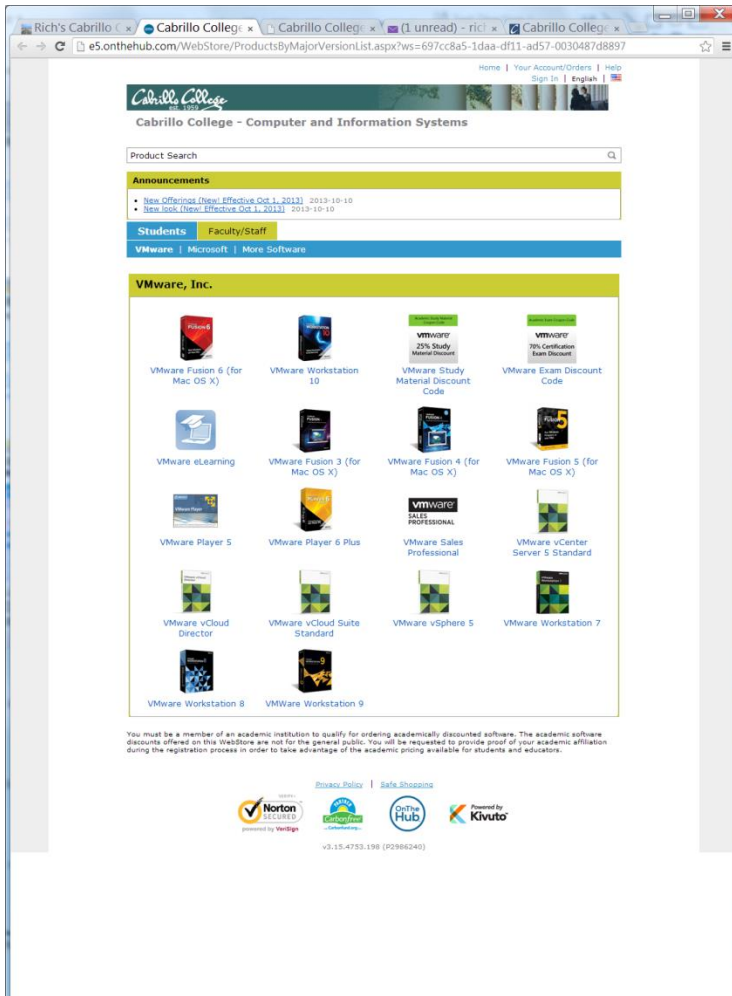 Rich's Cabrillo C
Cabrillo College
Cabrillo College
(1 unread) - rich
Cabrillo College
e5.onthehub.com/WebStore/ProductsByMajorVersionList.aspx?ws=697cc8a5-1daa-df11-ad57-0030487d8897
Home | Your Account/Orders | Help
Sign In | English |
Cabrillo College
est. 1959
Cabrillo College - Computer and Information Systems
Product Search
Announcements
• New Offerings (New! Effective Oct 1, 2013) 2013-10-10
• New look (New! Effective Oct 1, 2013) 2013-10-10
Students Faculty/Staff
VMware | Microsoft | More Software
VMware, Inc.
vmware
25% Study
Material Discount
vmware
70% Certification
Exam Discount
VMware Fusion 6 (for
Mac OS X)
VMware Workstation
10
VMware Study
Material Discount
Code
VMware Exam Discount
Code
VMware eLearning
VMware Fusion 3 (for
Mac OS X)
VMware Fusion 4 (for
Mac OS X)
VMware Fusion 5 (for
Mac OS X)
vmware
SALES
PROFESSIONAL
VMware Player 5
VMware Player 6 Plus
VMware Sales
Professional
VMware vCenter
Server 5 Standard
VMware vCloud
Director
VMware vCloud Suite
Standard
VMware vSphere 5
VMware Workstation 7
VMware Workstation 8
VMware Workstation 9
You must be a member of an academic institution to qualify for ordering academically discounted software. The academic software
discounts offered on this WebStore are not for the general public. You will be requested to provide proof of your academic affiliation
during the registration process in order to take advantage of the academic pricing available for students and educators.
Privacy Policy | Safe Shopping
Norton
SECURED
powered by VeriSign
Carbonfree
OnThe
Hub
Powered by
Kivuto
v3.15.4753.198 (P2986240)